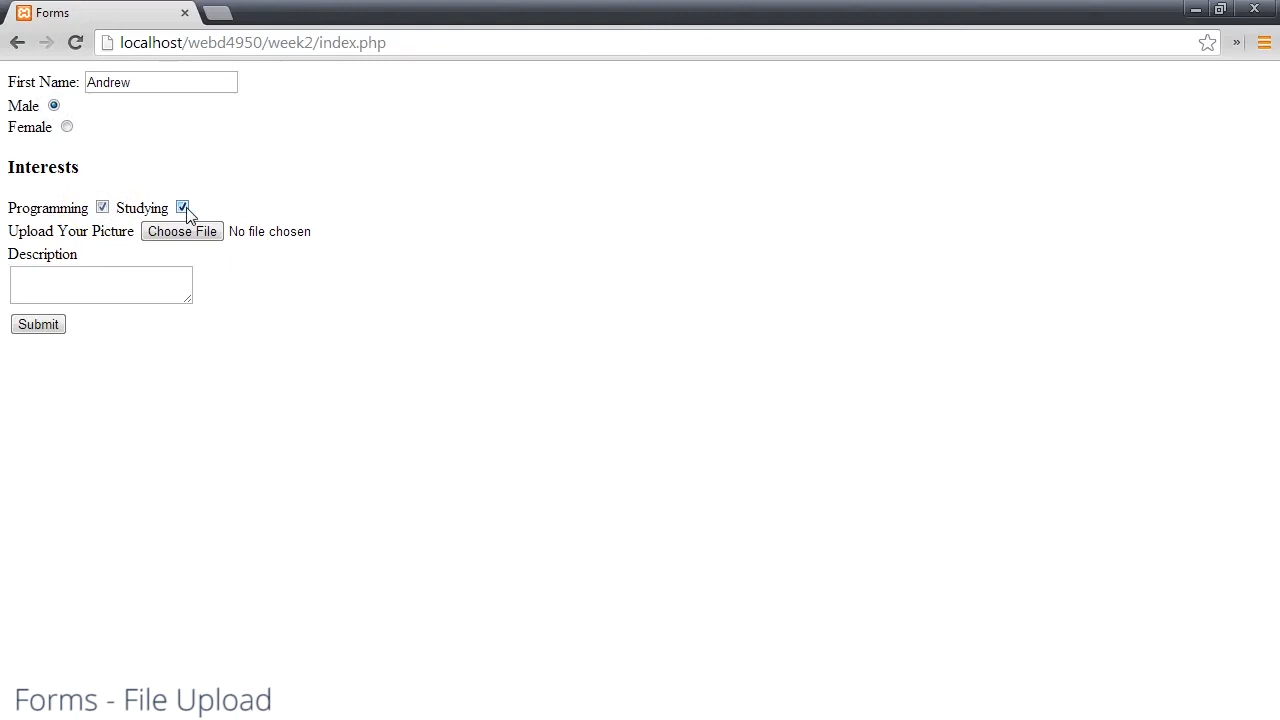 Forms
localhost/webd4950/week2/index.php
First Name: Andrew
Male
Female
Interests
Programming Studying
Upload Your Picture Choose File No file chosen
Description
Submit
Forms - File Upload